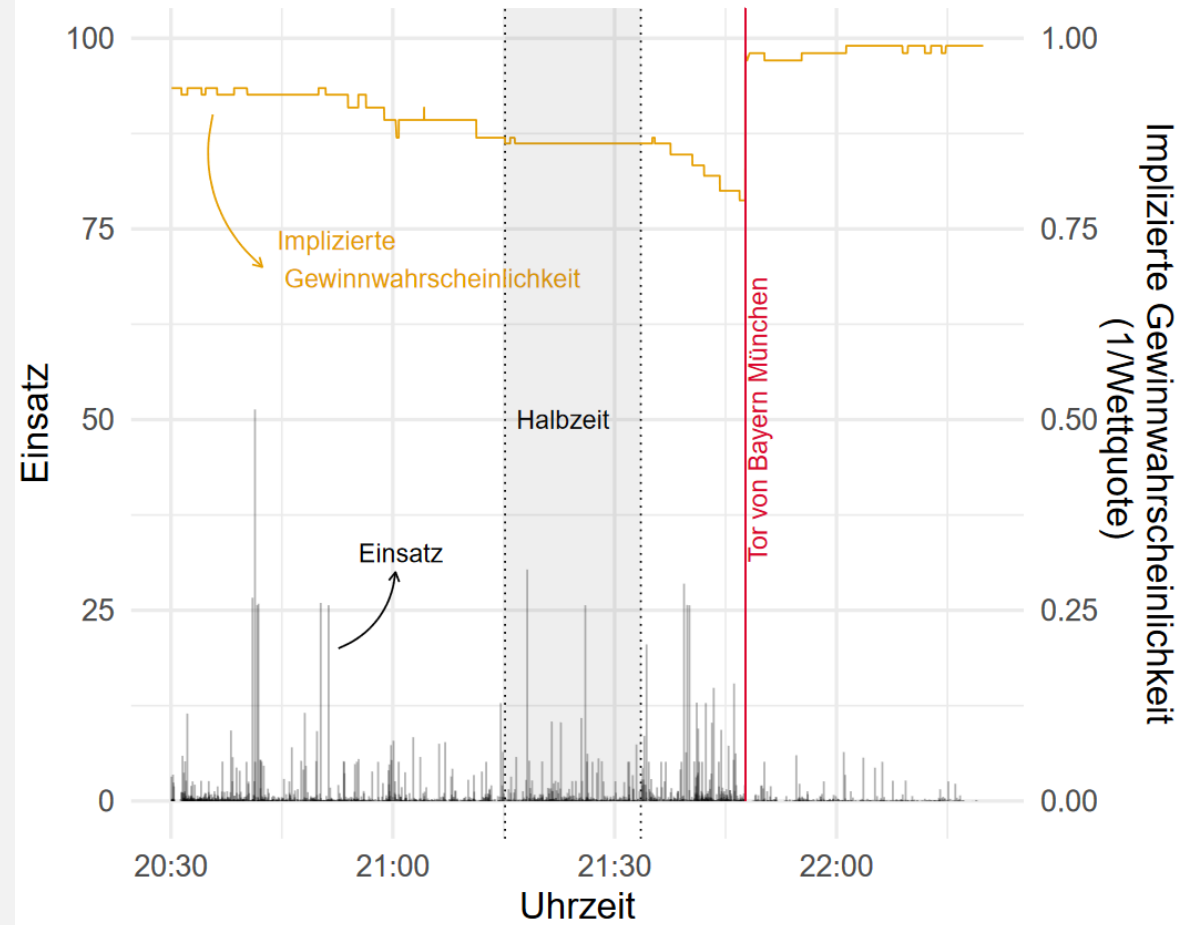 100
75
50
25
0
Einsatz
1.00
0.75
0.50
0.25
0.00
Implizierte Gewinnwahrscheinlichkeit
(1/Wettquote)
Implizierte
Gewinnwahrscheinlichkeit
Halbzeit
Einsatz
Tor von Bayern München
20:30
21:00
21:30
22:00
Uhrzeit